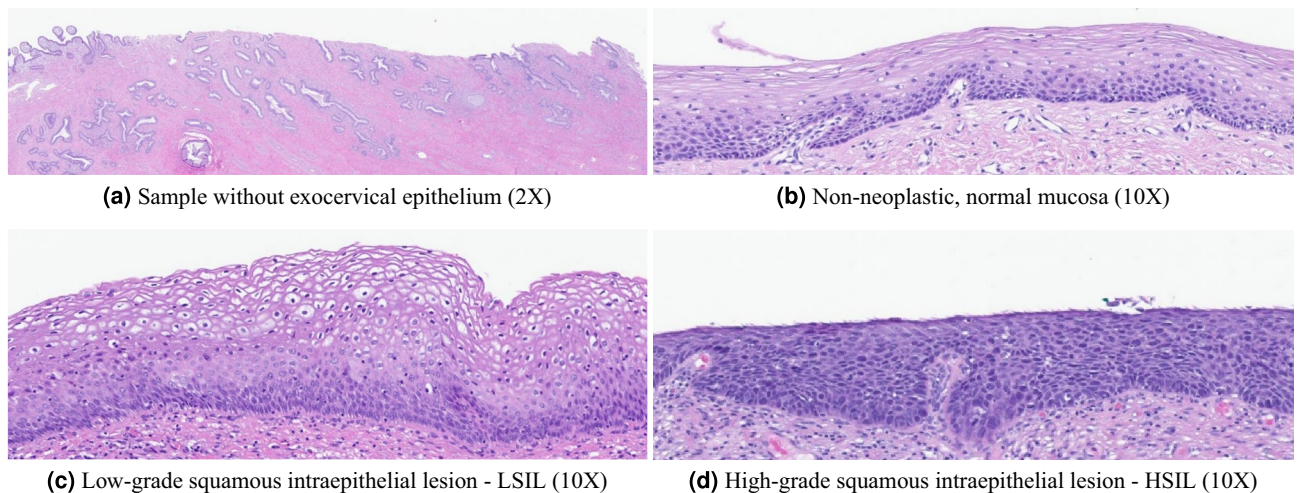 (a) Sample without exocervical epithelium (2X)
(b) Non-neoplastic, normal mucosa (10X)
(c) Low-grade squamous intraepithelial lesion - LSIL (10X)
(d) High-grade squamous intraepithelial lesion - HSIL (10X)